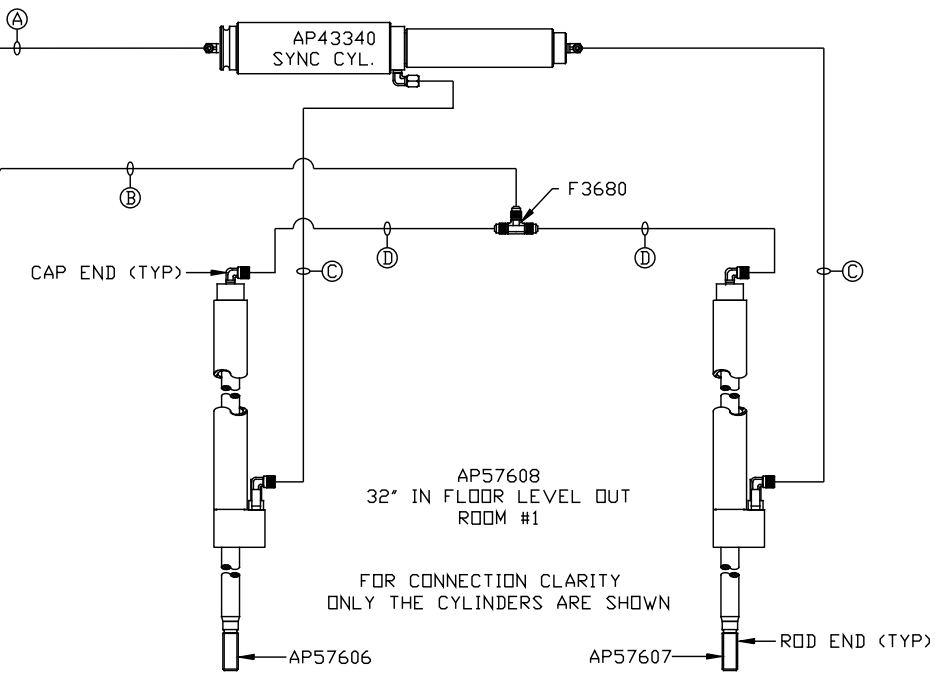 A
AP43340
SYNC CYL.
F3680
B
D
D
CAP END (TYP)
C
C
AP57608
32" IN FLOOR LEVEL OUT
ROOM #1
FOR CONNECTION CLARITY
ONLY THE CYLINDERS ARE SHOWN
ROD END (TYP)
AP57606
AP57607